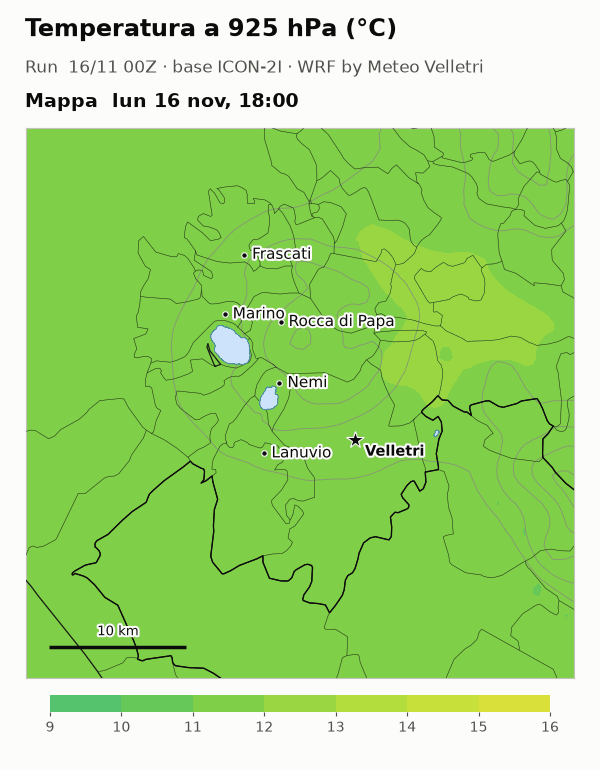 Temperatura a 925 hPa (°C)
Run  16/11 00Z · base ICON-2I · WRF by Meteo Velletri
Mappa  lun 16 nov, 18:00
Frascati
Marino
Rocca di Papa
Nemi
Velletri
Lanuvio
10 km
9 10 11 12 13 14 15 16